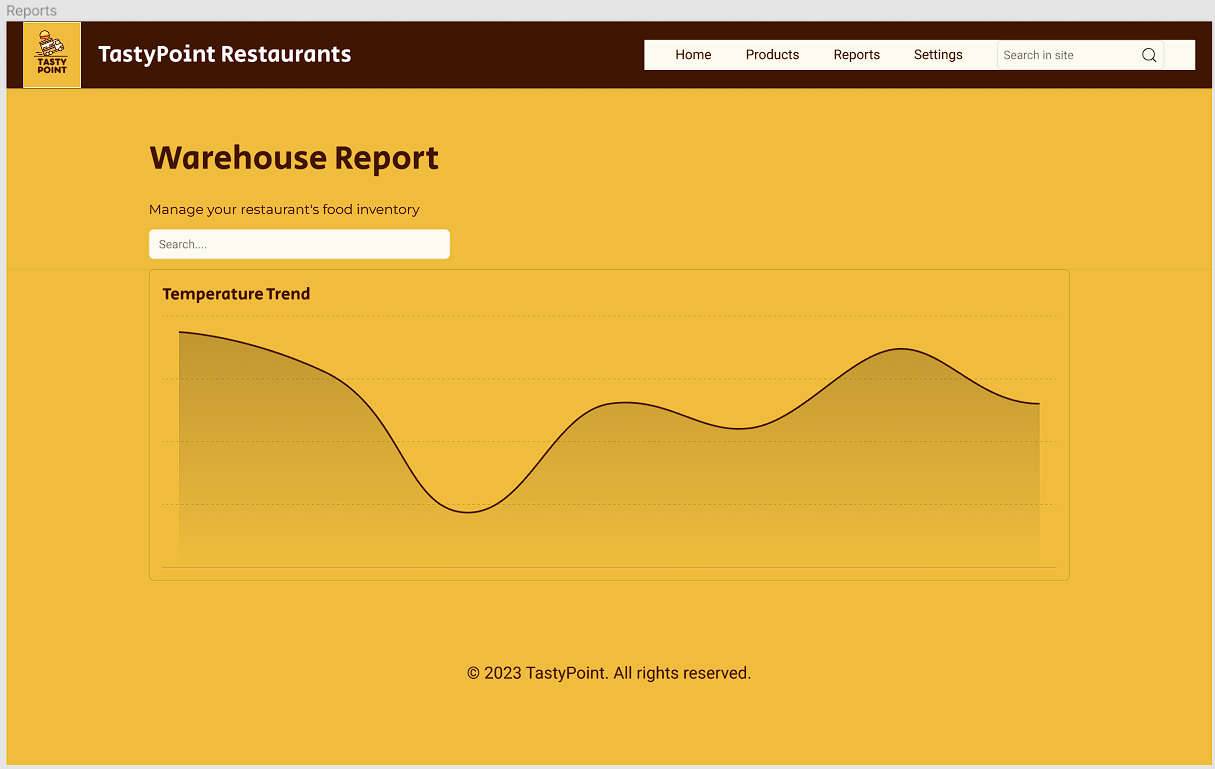 Reports
TASTY
POINT
TastyPoint Restaurants
Home
Products
Reports
Settings
Search in site
Warehouse Report
Manage your restaurant's food inventory
Search....
Temperature Trend
© 2023 TastyPoint. All rights reserved.